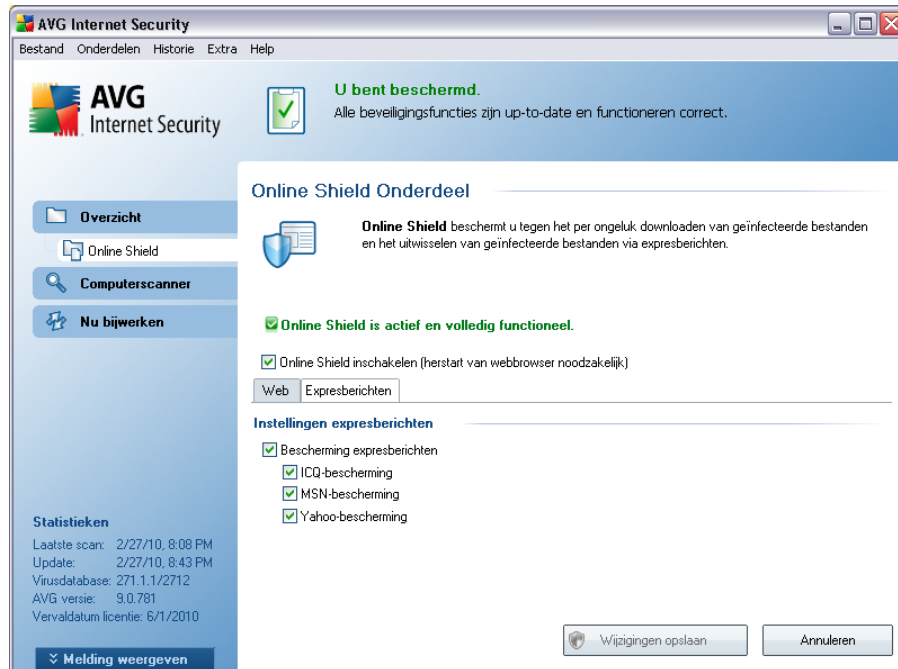 AVG Internet Security
Bestand Onderdelen Historie Extra Help
AVG
Internet Security
U bent beschermd.
Alle beveiligingsfuncties zijn up-to-date en functioneren correct.
Overzicht
Online Shield
Computerscanner
Nu bijwerken
Online Shield Onderdeel
Online Shield beschermt u tegen het per ongeluk downloaden van geïnfecteerde bestanden
en het uitwisselen van geïnfecteerde bestanden via expresberichten.
Online Shield is actief en volledig functioneel.
Online Shield inschakelen (herstart van webbrowser noodzakelijk)
Web Expresberichten
Instellingen expresberichten
Bescherming expresberichten
ICQ-bescherming
MSN-bescherming
Yahoo-bescherming
Statistieken
Laatste scan: 2/27/10, 8:08 PM
Update: 2/27/10, 8:43 PM
Virusdatabase: 271.1.1/2712
AVG versie: 9.0.781
Vervaldatum licentie: 6/1/2010
Melding weergeven
Wijzigingen opslaan Annuleren